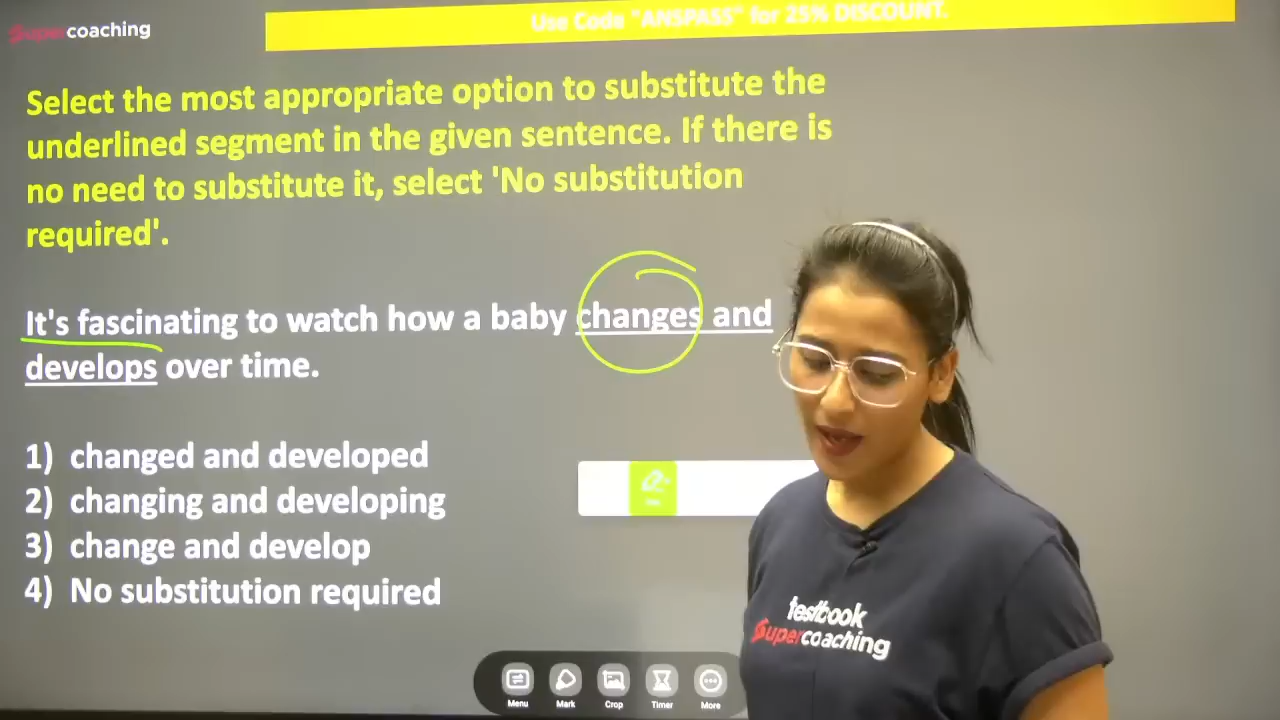 Supercoaching
Use Code "ANSPASS" for 25% DISCOUNT.
Select the most appropriate option to substitute the
underlined segment in the given sentence. If there is
no need to substitute it, select 'No substitution
required'.
It's fascinating to watch how a baby changes and
develops over time.
1) changed and developed
2) changing and developing
3) change and develop
4) No substitution required
testbook
Supercoaching
Menu
Mark
Crop
Timer
More